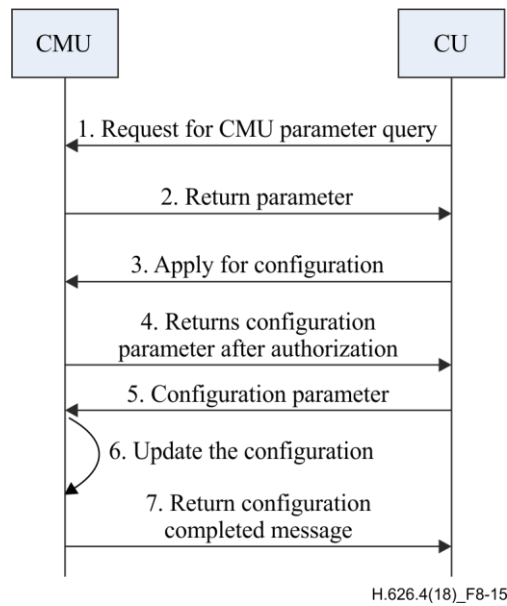 CMU
CU
1. Request for CMU parameter query
2. Return parameter
3. Apply for configuration
4. Returns configuration
parameter after authorization
5. Configuration parameter
6. Update the configuration
7. Return configuration
completed message
H.626.4(18)_F8-15